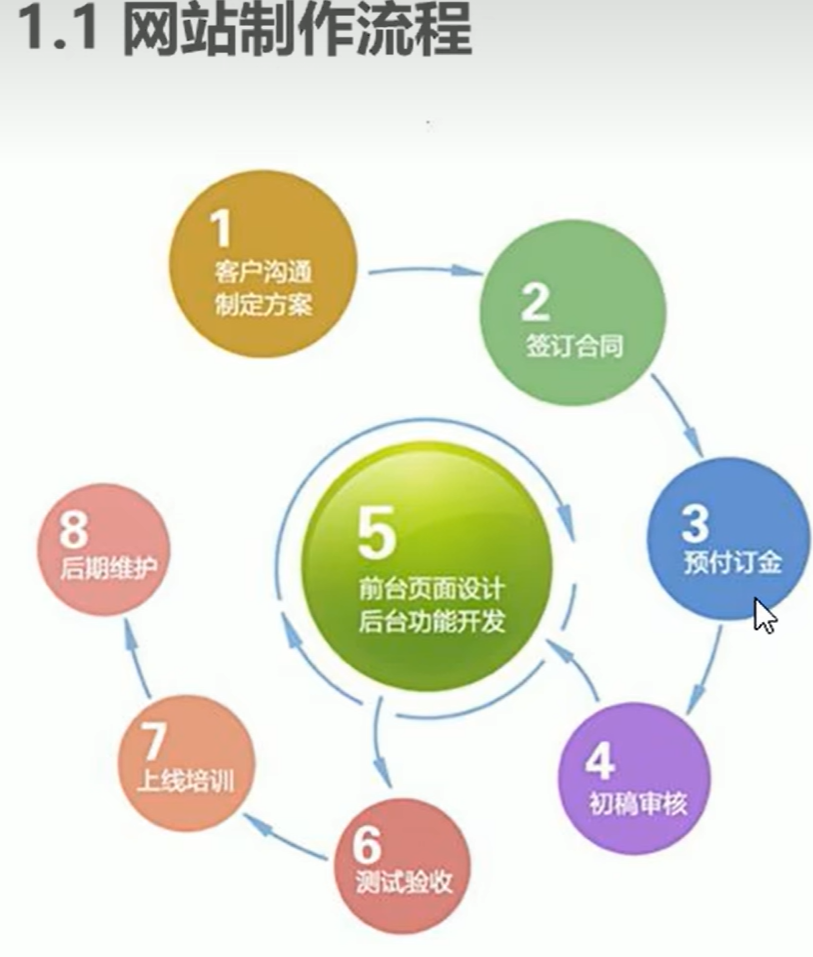 1.1 网站制作流程
1
客户沟通
制定方案
2
签订合同
3
预付订金
4
初稿审核
5
前台页面设计
后台功能开发
6
测试验收
7
上线培训
8
后期维护